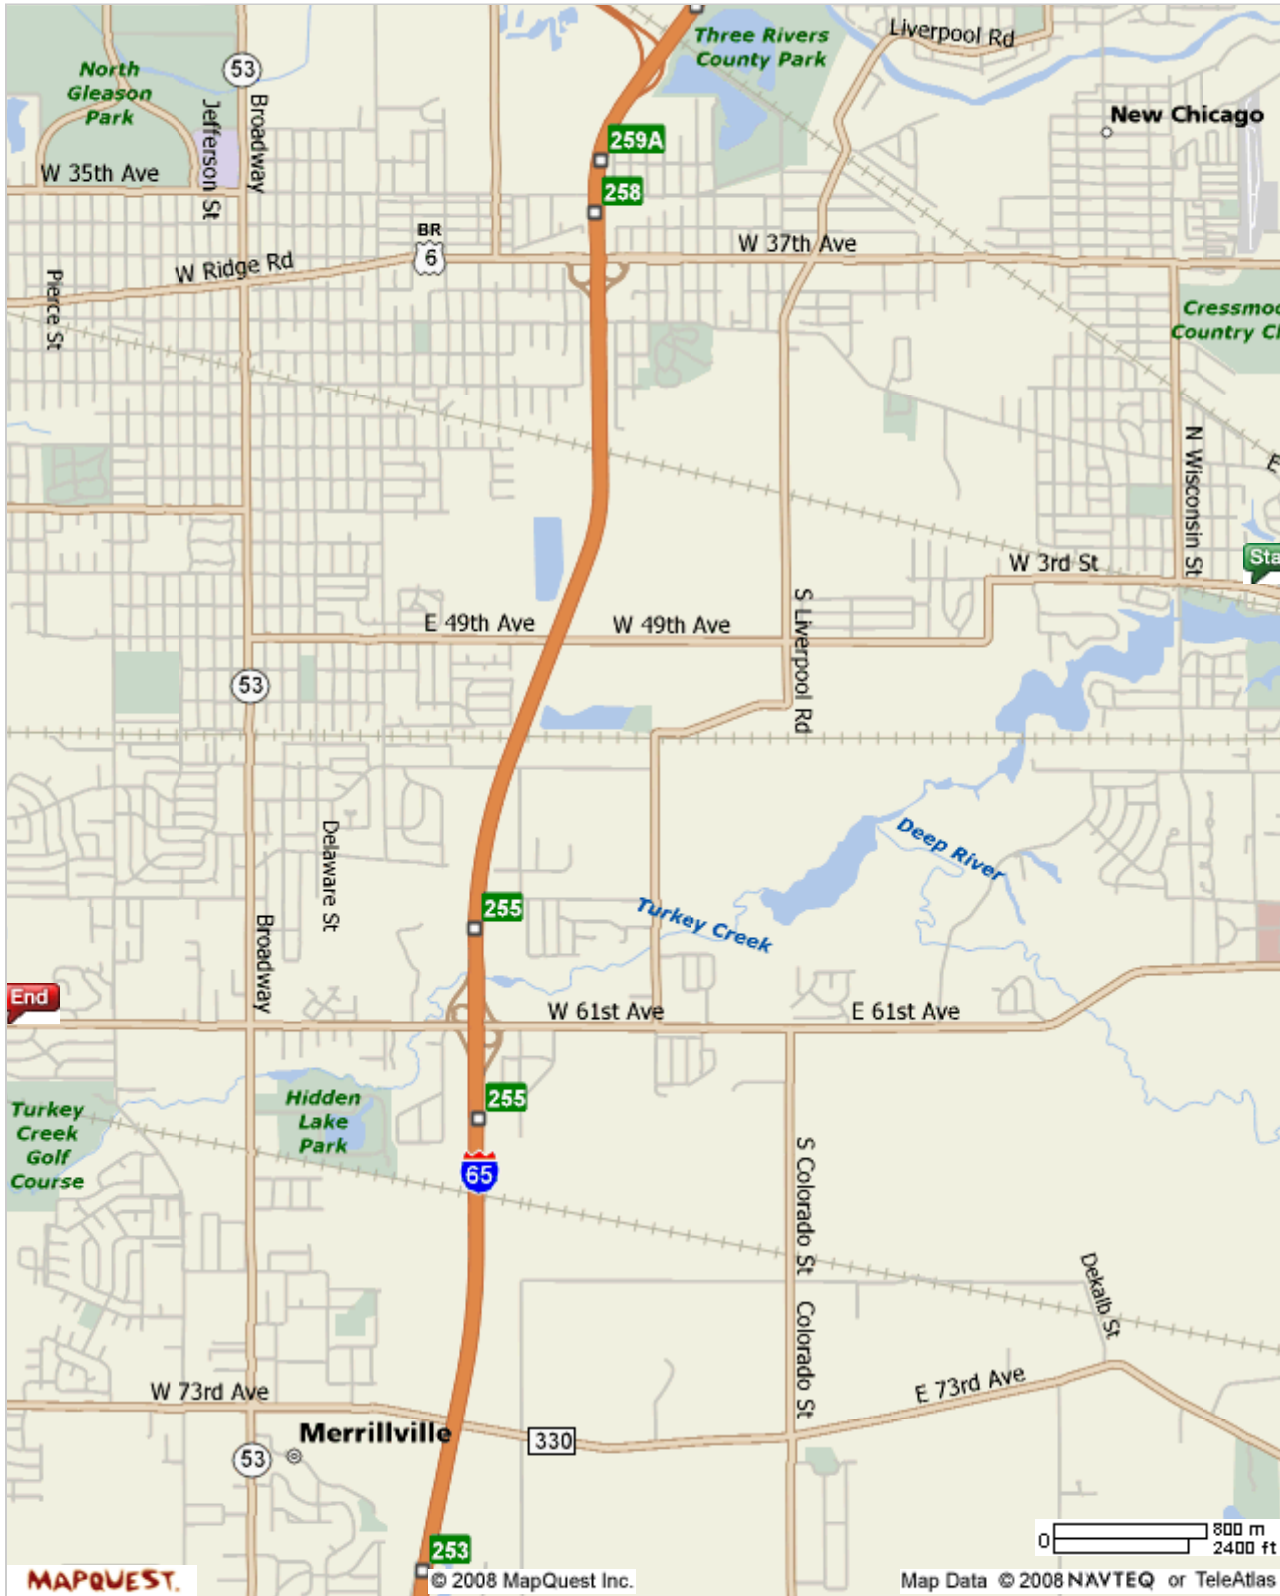 Liverpool Rd
Three Rivers
County Park
North
Gleason
Park
53
Jefferson St
Broadway
New Chicago
259A
W 35th Ave
258
BR
6
W 37th Ave
W Ridge Rd
Pierce St
Cressmoo
Country Cl
N Wisconsin St
E
Sta
W 3rd St
E 49th Ave
W 49th Ave
S Liverpool Rd
53
Delaware St
Deep River
255
Turkey Creek
Broadway
End
W 61st Ave
E 61st Ave
255
Hidden
Lake
Park
Turkey
Creek
Golf
Course
65
S Colorado St
Dekalb St
Colorado St
W 73rd Ave
E 73rd Ave
Merrillville
330
53
253
0
800 m
2400 ft
MAPQUEST.
© 2008 MapQuest Inc.
Map Data © 2008 NAVTEQ or TeleAtlas